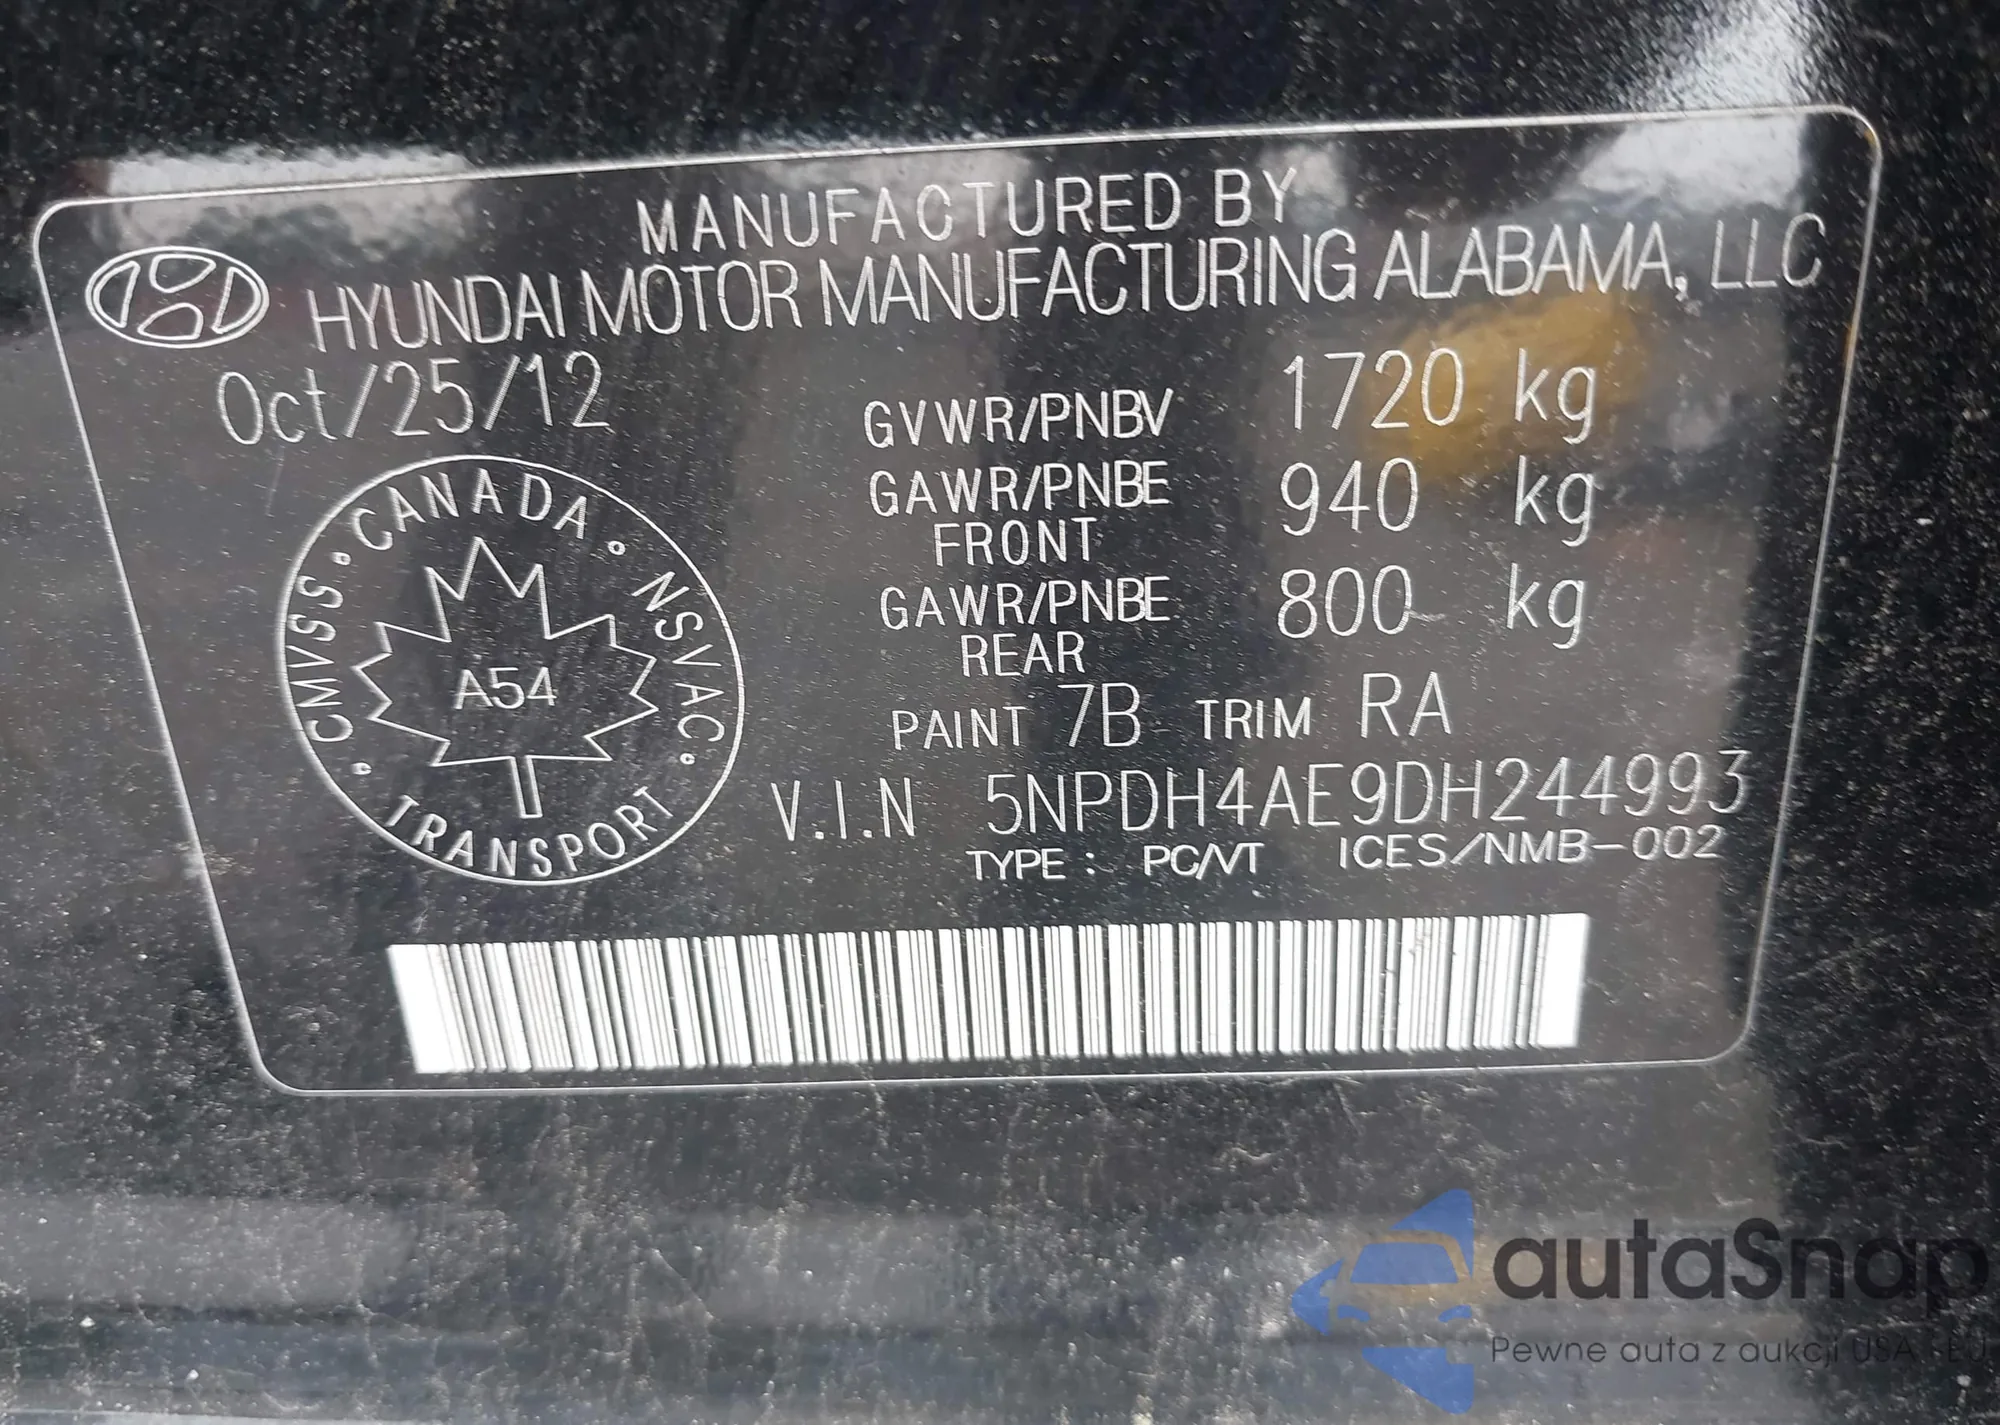 MANUFACTURED BY
HYUNDAI MOTOR MANUFACTURING ALABAMA, LLC
Oct/25/12
GVWR/PNBV 1720 kg
GAWR/PNBE FRONT 940 kg
GAWR/PNBE REAR 800 kg
PAINT 7B TRIM RA
V.I.N 5NPDH4AE9DH244993
TYPE : PC/VT ICES/NMB-002
CMVSS CANADA NSVAC
A54
TRANSPORT
autaSnap
Pewne auta z aukcji USA i EU